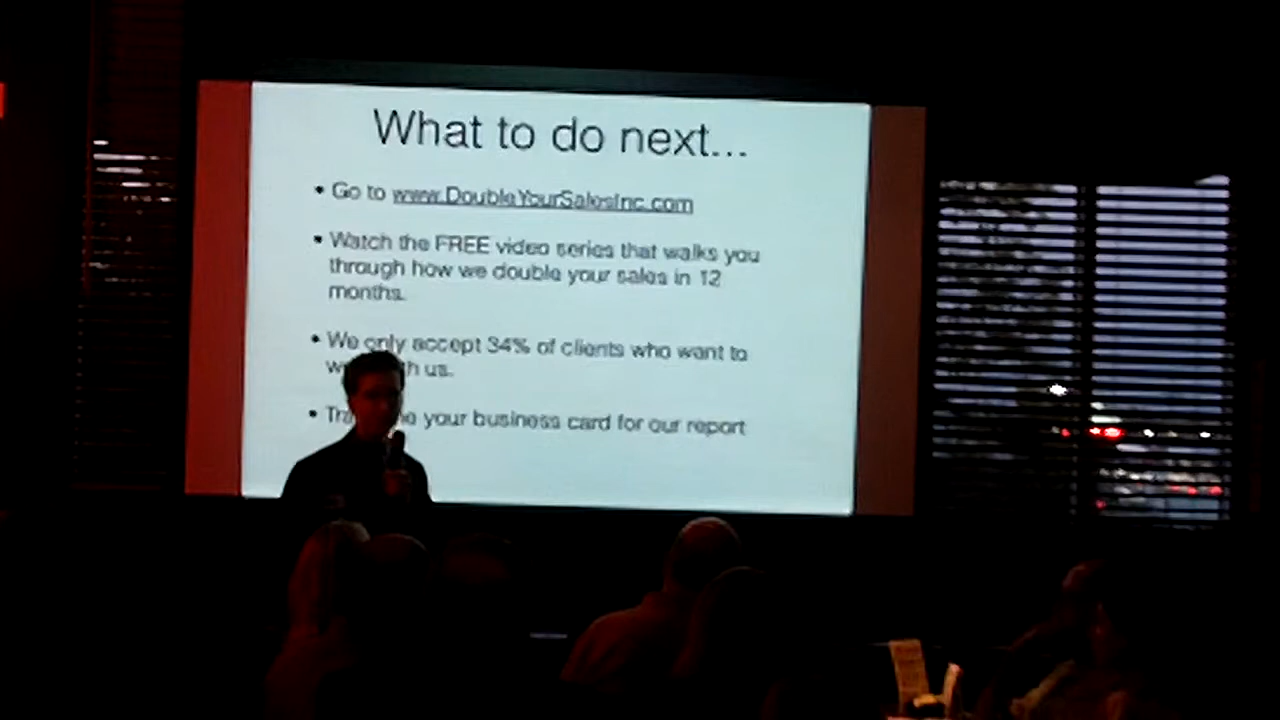 What to do next...
• Go to www.DoubleYourSalesInc.com
• Watch the FREE video series that walks you
through how we double your sales in 12
months.
• We only accept 34% of clients who want to
us.
• your business card for our report